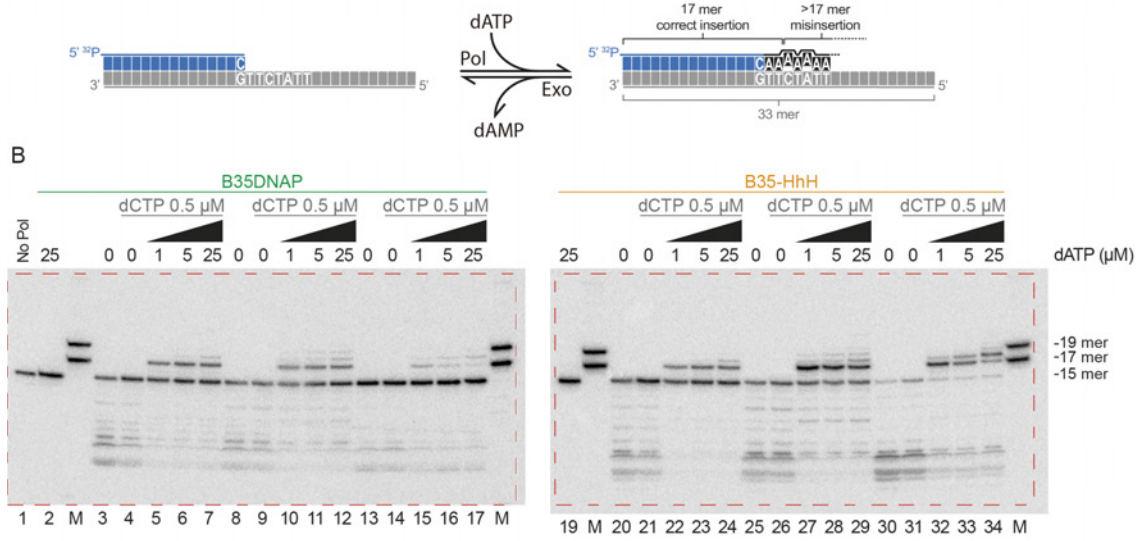 17 mer
correct insertion
>17 mer
misinsertion
dATP
5' ³²P
C
GTTCTATT
3'
5'
Pol
Exo
dAMP
5' ³²P
CAAAAAAA
GTTCTATT
3'
5'
33 mer
B
B35DNAP
B35-HhH
No Pol
dCTP 0.5 µM
dCTP 0.5 µM
dCTP 0.5 µM
dCTP 0.5 µM
dCTP 0.5 µM
dCTP 0.5 µM
25 0 0 1 5 25 0 0 1 5 25 0 0 1 5 25
25 0 0 1 5 25 0 0 1 5 25 0 0 1 5 25
dATP (µM)
-19 mer
-17 mer
-15 mer
1 2 M 3 4 5 6 7 8 9 10 11 12 13 14 15 16 17 M
19 M 20 21 22 23 24 25 26 27 28 29 30 31 32 33 34 M